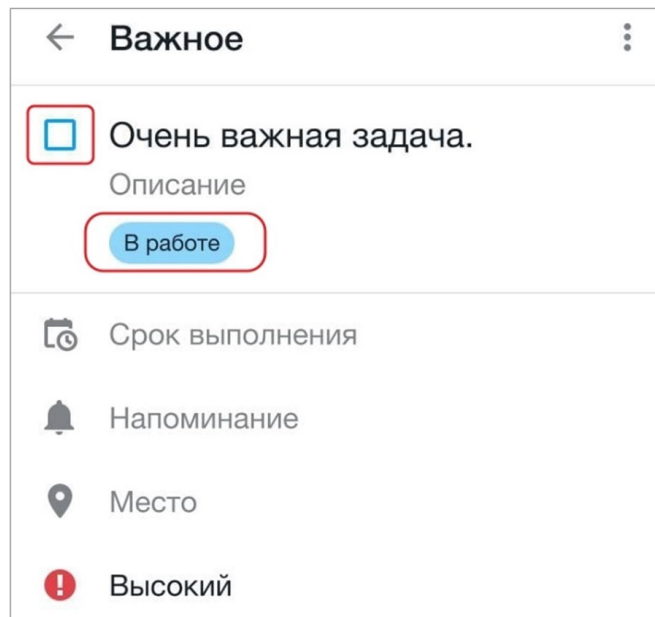 Важное
Очень важная задача.
Описание
В работе
Срок выполнения
Напоминание
Место
Высокий